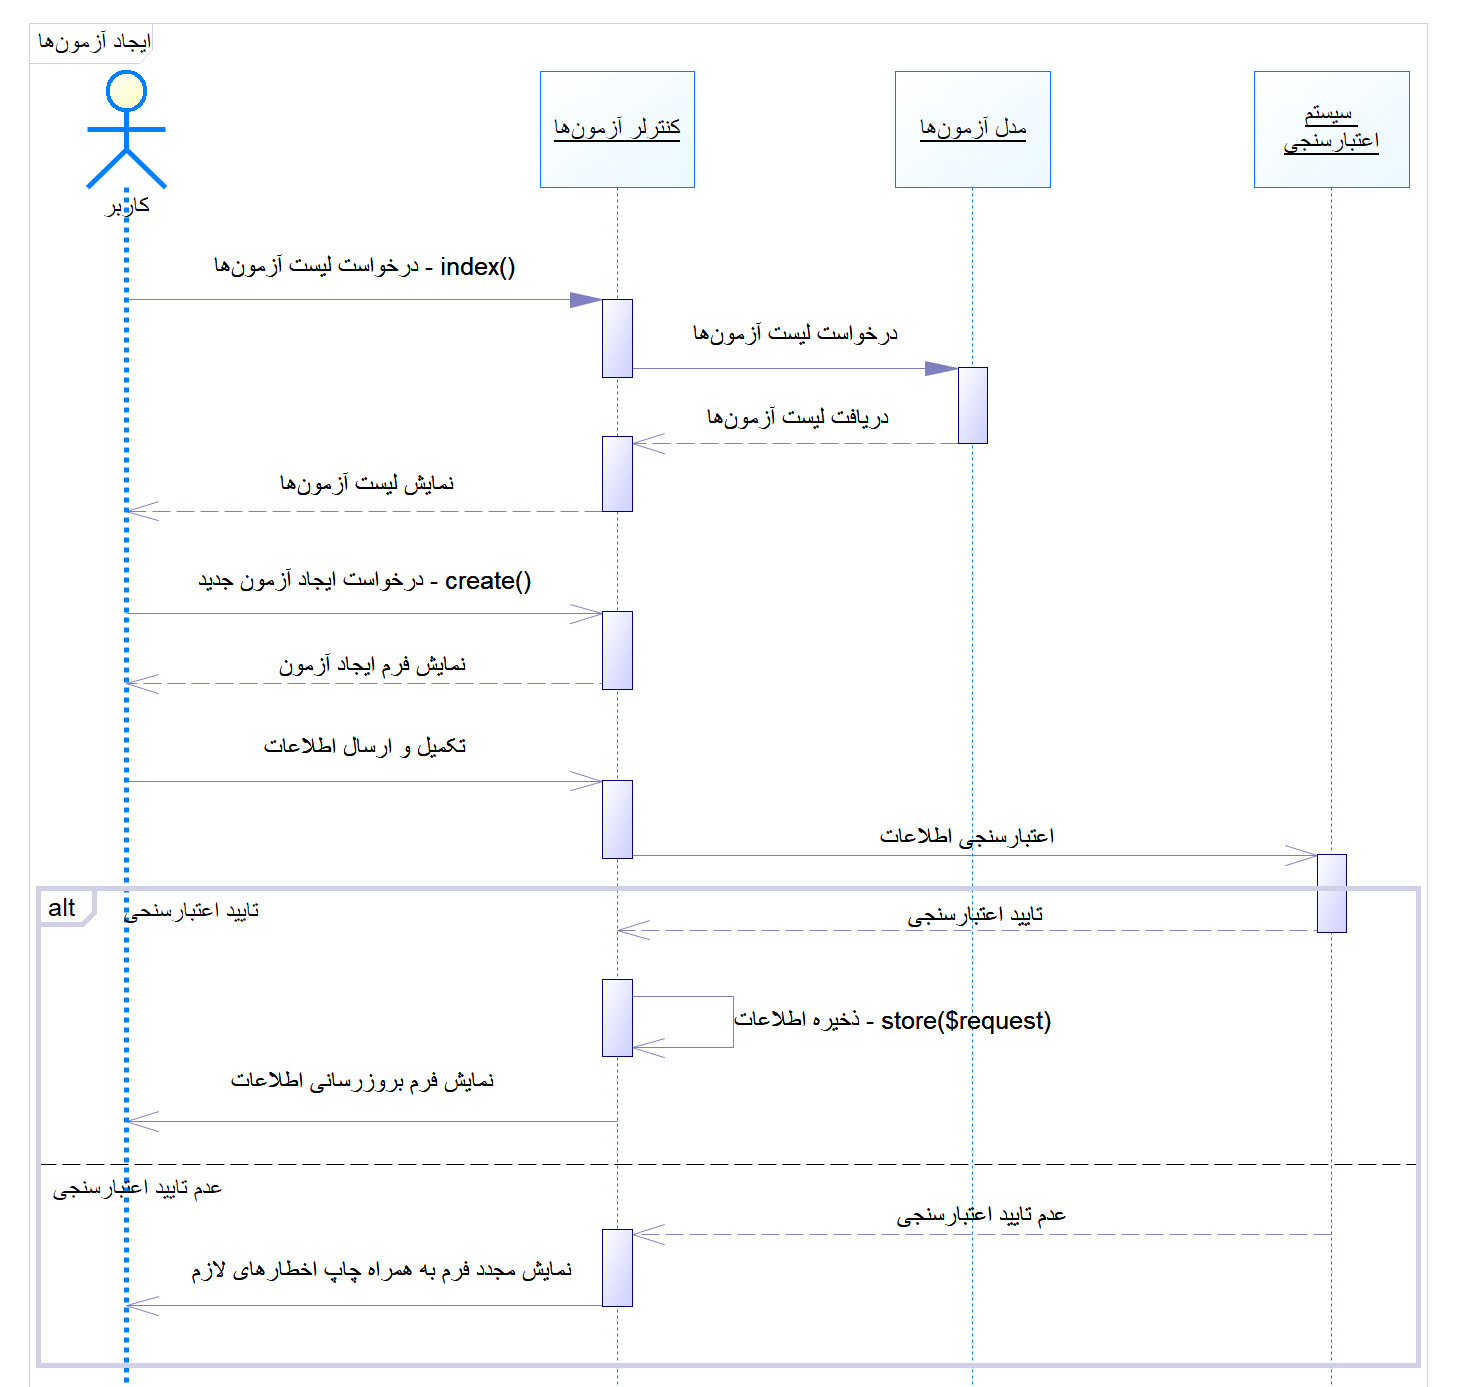 ایجاد آزمون‌ها
کاربر
کنترلر آزمون‌ها
مدل آزمون‌ها
سیستم
اعتبارسنجی
درخواست لیست آزمون‌ها - index()
درخواست لیست آزمون‌ها
دریافت لیست آزمون‌ها
نمایش لیست آزمون‌ها
درخواست ایجاد آزمون جدید - create()
نمایش فرم ایجاد آزمون
تکمیل و ارسال اطلاعات
اعتبارسنجی اطلاعات
alt
تایید اعتبارسنجی
تایید اعتبارسنجی
ذخیره اطلاعات - store($request)
نمایش فرم بروزرسانی اطلاعات
عدم تایید اعتبارسنجی
عدم تایید اعتبارسنجی
نمایش مجدد فرم به همراه چاپ اخطارهای لازم